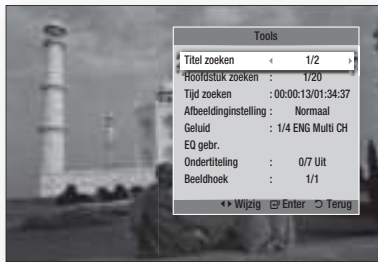 Tools
Titel zoeken 1/2
Hoofdstuk zoeken : 1/20
Tijd zoeken : 00:00:13/01:34:37
Afbeeldinginstelling : Normaal
Geluid : 1/4 ENG Multi CH
EQ gebr.
Ondertiteling : 0/7 Uit
Beeldhoek : 1/1
Wijzig Enter Terug